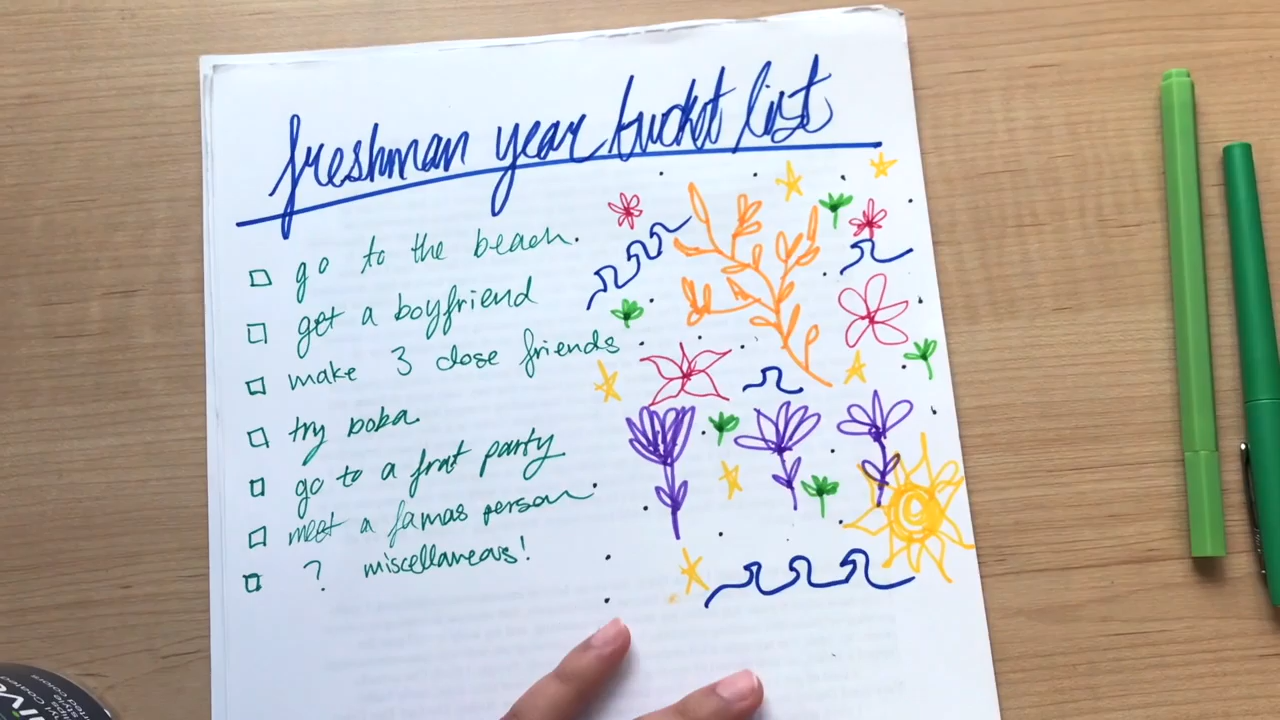 freshman year bucket list
go to the beach.
get a boyfriend
make 3 close friends
try boba
go to a frat party
meet a famas person
? miscellaneous!